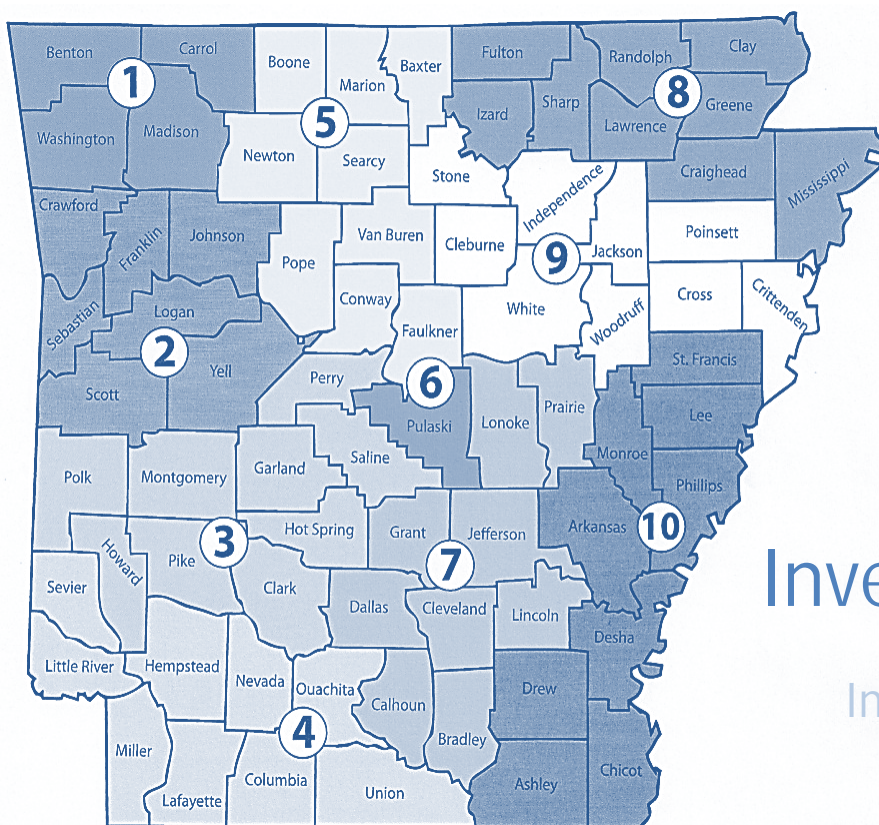 Benton
Carrol
Boone
Marion
Baxter
Fulton
Randolph
Clay
1
5
8
Izard
Sharp
Greene
Lawrence
Washington
Madison
Newton
Searcy
Stone
Craighead
Mississippi
Crawford
Franklin
Johnson
Pope
Van Buren
Cleburne
Independence
Jackson
Poinsett
9
Sebastian
Logan
Conway
Faulkner
White
Woodruff
Cross
Crittenden
2
Scott
Yell
Perry
6
Pulaski
Lonoke
Prairie
St. Francis
Lee
Monroe
Phillips
Polk
Montgomery
Garland
Saline
3
Howard
Pike
Hot Spring
Grant
Jefferson
Arkansas
10
7
Inve
Sevier
Clark
Dallas
Cleveland
Lincoln
Desha
Little River
Hempstead
Nevada
Ouachita
Calhoun
Drew
In
4
Miller
Lafayette
Columbia
Union
Bradley
Ashley
Chicot